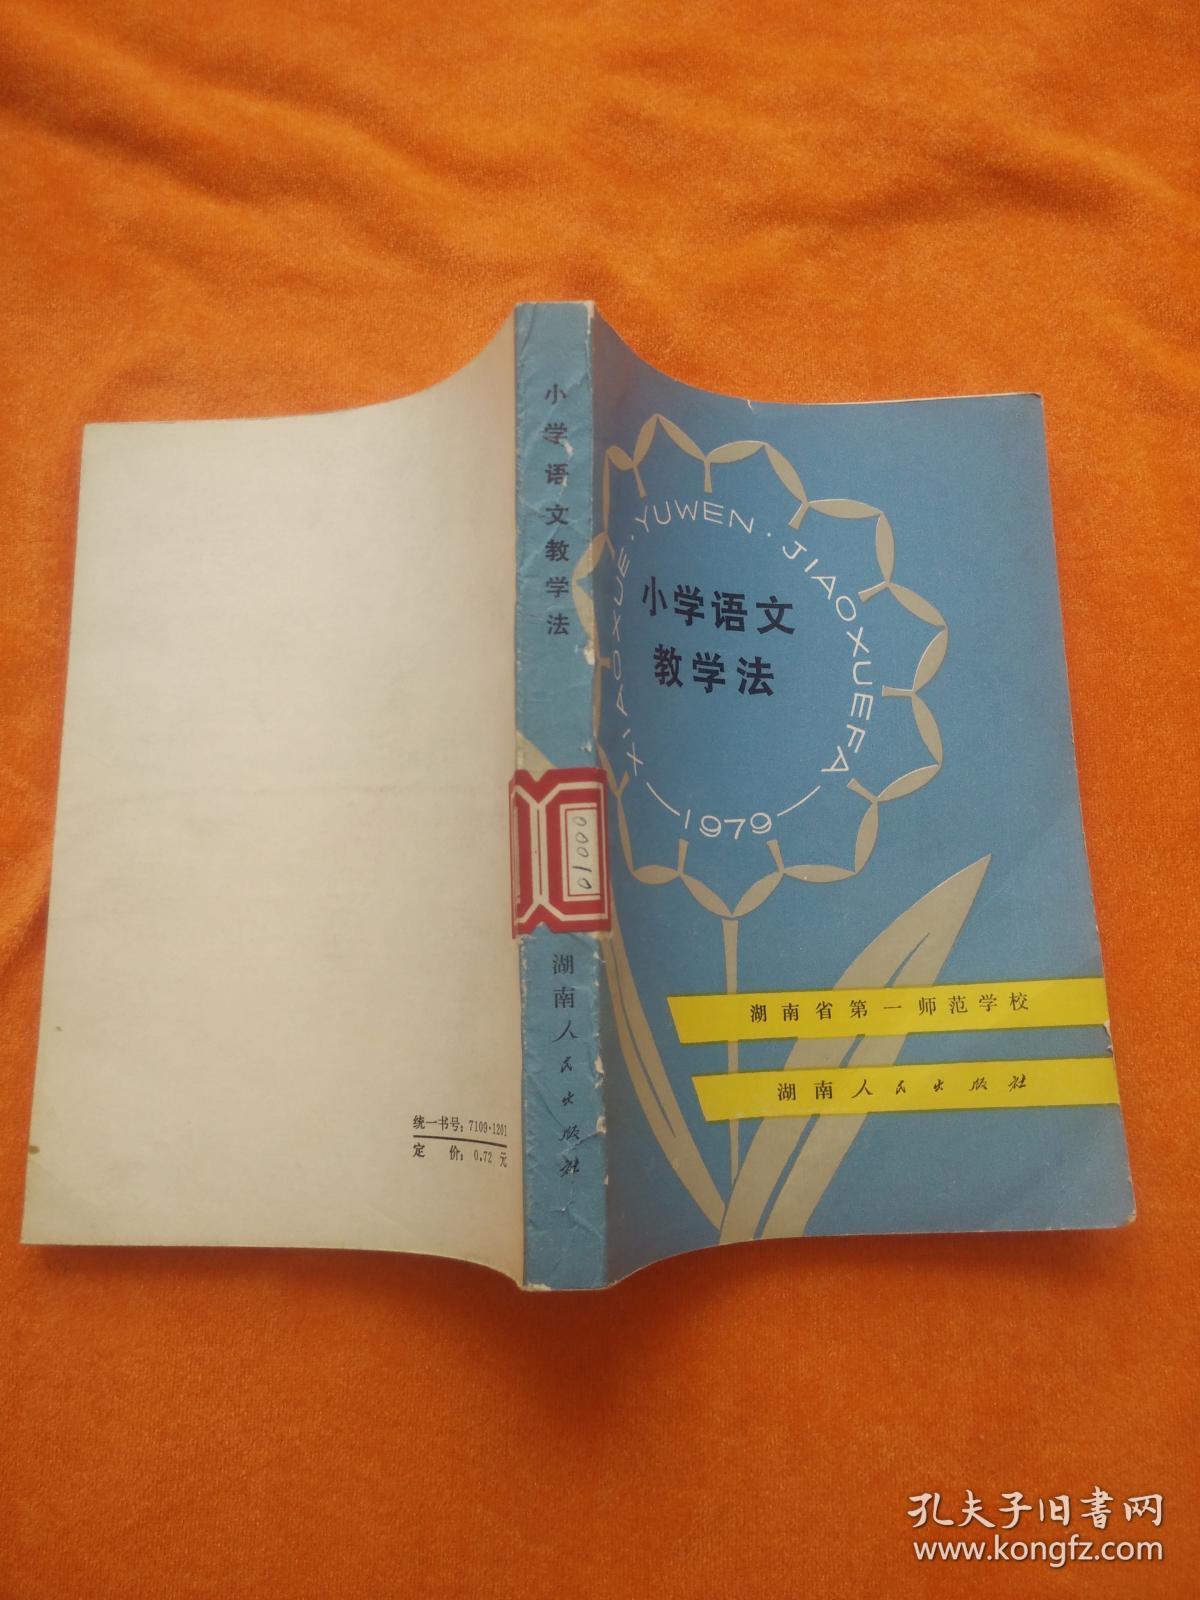 小学语文教学法
00010
湖南人民出版社
XIAOXUE·YUWEN·JIAOXUEFA
小学语文
教学法
1979
湖南省第一师范学校
湖南人民出版社
统一书号：7109·1201
定 价：0.72 元
孔夫子旧书网
www.kongfz.com